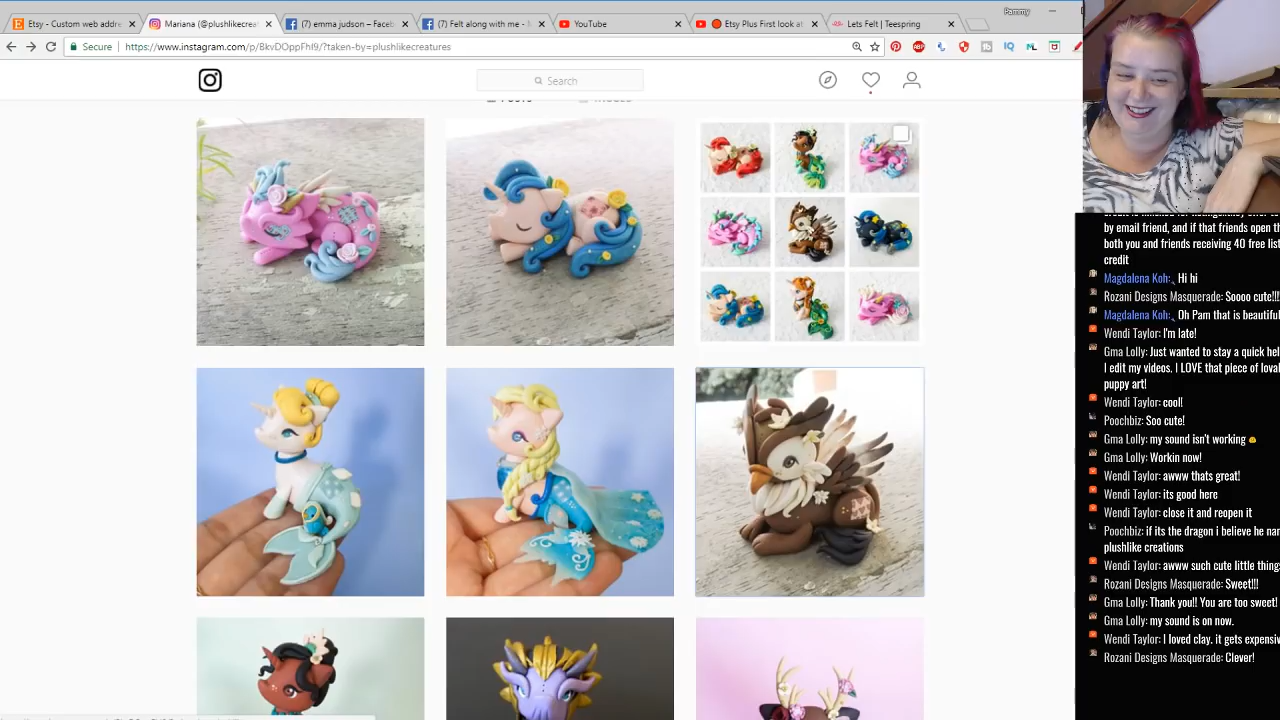 Pammy
Etsy - Custom web addres
Mariana (@plushlikecreat
(7) emma judson – Faceb
(7) Felt along with me - M
YouTube
Etsy Plus First look at
Lets Felt | Teespring
Secure
https://www.instagram.com/p/8kvDOppFhI9/?taken-by=plushlikecreatures
Search
by email friend, and if that friends open th
both you and friends receiving 40 free list
credit
Magdalena Koh: Hi hi
Rozani Designs Masquerade: Soooo cute!!!
Magdalena Koh: Oh Pam that is beautiful
Wendi Taylor: I'm late!
Gma Lolly: Just wanted to stay a quick hel
I edit my videos. I LOVE that piece of lova
puppy art!
Wendi Taylor: cool!
Poochbiz: Soo cute!
Gma Lolly: my sound isn't working
Gma Lolly: Workin now!
Wendi Taylor: awww thats great!
Wendi Taylor: its good here
Wendi Taylor: close it and reopen it
Poochbiz: if its the dragon i believe he nam
plushlike creations
Wendi Taylor: awww such cute little thing
Rozani Designs Masquerade: Sweet!!!
Gma Lolly: Thank you!! You are too sweet!
Gma Lolly: my sound is on now.
Wendi Taylor: I loved clay. it gets expensiv
Rozani Designs Masquerade: Clever!